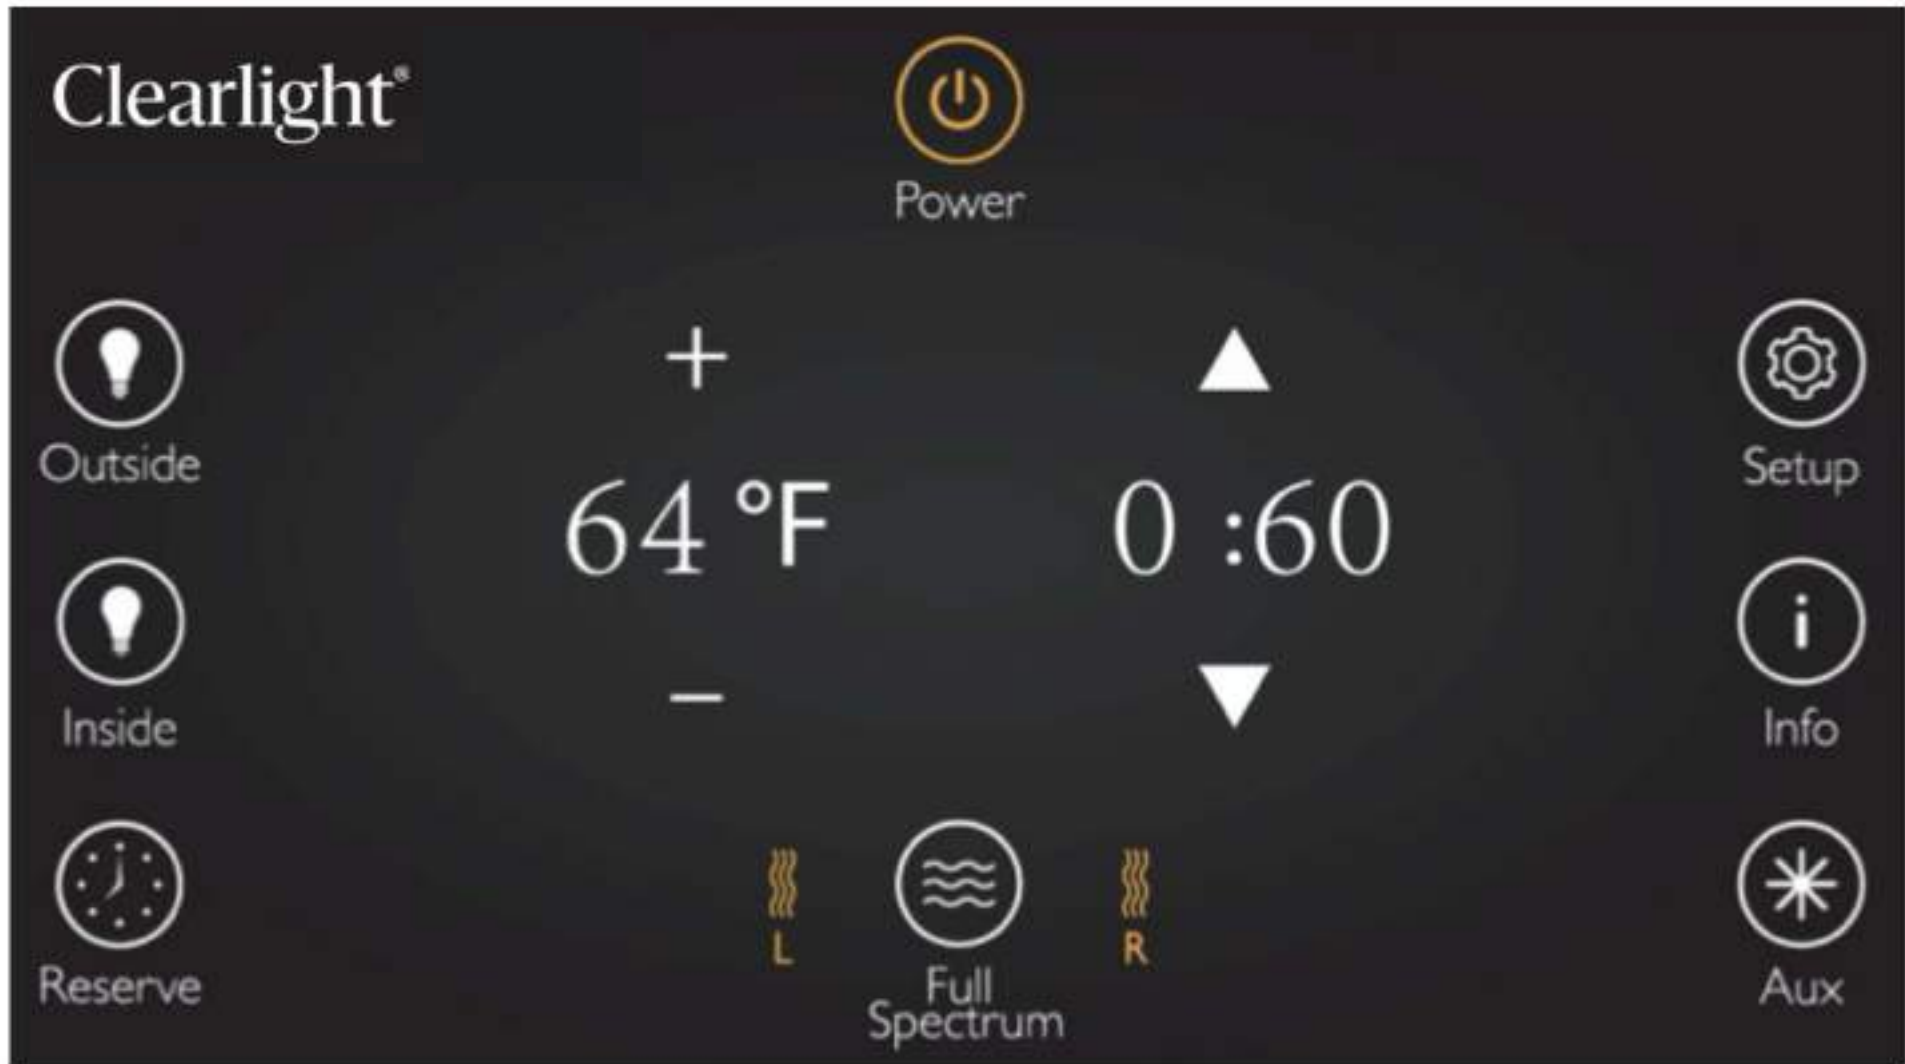 Clearlight®
Power
Outside
Setup
64 °F
0 :60
Inside
Info
L
R
Reserve
Full
Spectrum
Aux